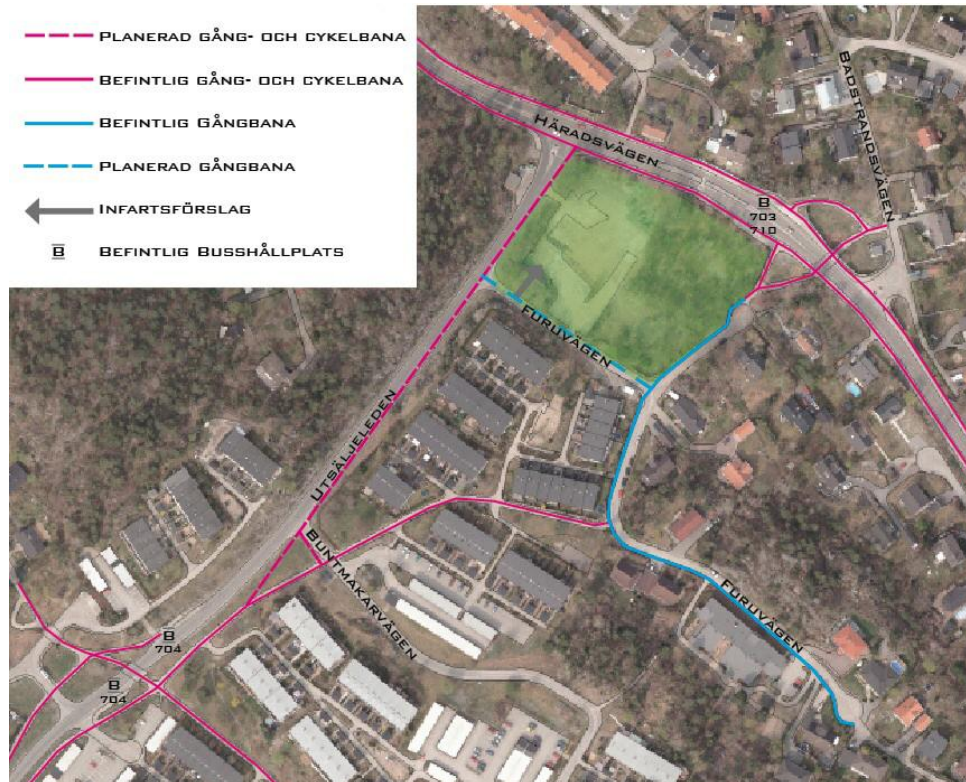 PLANERAD GÅNG- OCH CYKELBANA
BEFINTLIG GÅNG- OCH CYKELBANA
BEFINTLIG GÅNGBANA
PLANERAD GÅNGBANA
INFARTSFÖRSLAG
B BEFINTLIG BUSSHÅLLPLATS
HÄRADSVÄGEN
BADSTRANDSVÄGEN
B
703
710
FURUVÄGEN
UTSÄLJELEDEN
BUNTMAKARVÄGEN
FURUVÄGEN
B
704
B
704